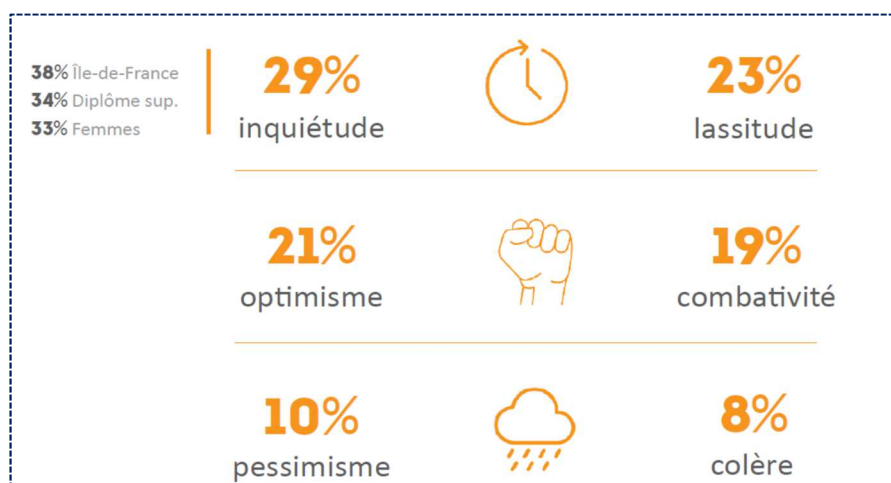 38% Île-de-France
34% Diplôme sup.
33% Femmes
29%
inquiétude
23%
lassitude
21%
optimisme
19%
combativité
10%
pessimisme
8%
colère